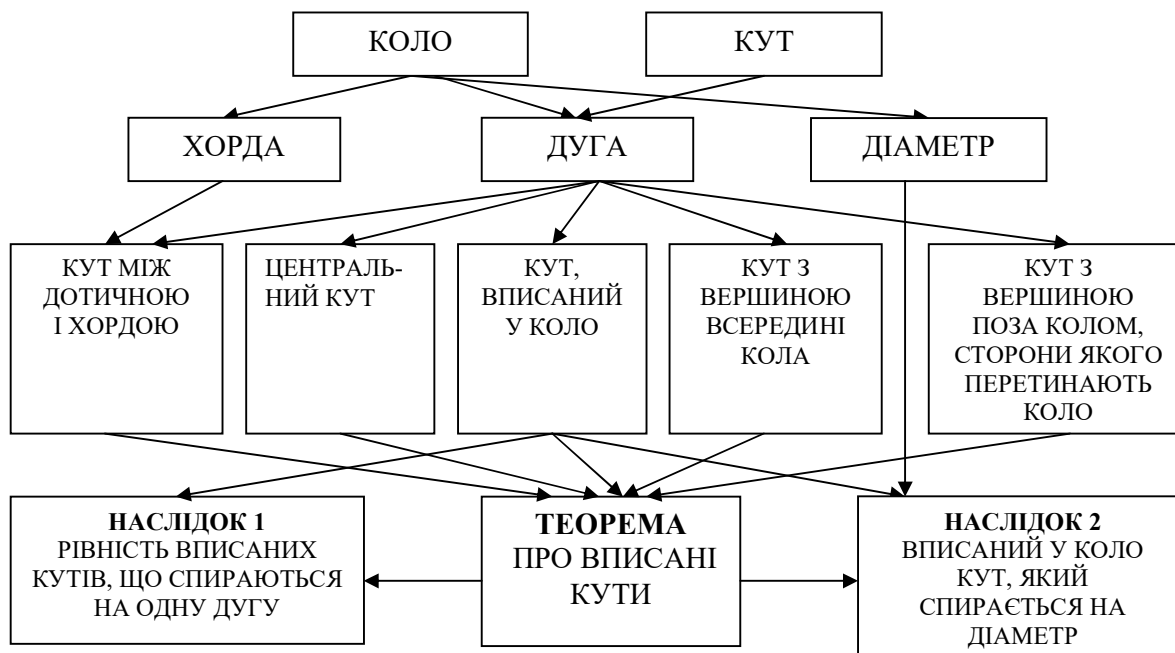 КОЛО
КУТ
ХОРДА
ДУГА
ДІАМЕТР
КУТ МІЖ
ДОТИЧНОЮ
І ХОРДОЮ
ЦЕНТРАЛЬ-
НИЙ КУТ
КУТ,
ВПИСАНИЙ
У КОЛО
КУТ З
ВЕРШИНОЮ
ВСЕРЕДИНІ
КОЛА
КУТ З
ВЕРШИНОЮ
ПОЗА КОЛОМ,
СТОРОНИ ЯКОГО
ПЕРЕТИНАЮТЬ
КОЛО
НАСЛІДОК 1
РІВНІСТЬ ВПИСАНИХ
КУТІВ, ЩО СПИРАЮТЬСЯ
НА ОДНУ ДУГУ
ТЕОРЕМА
ПРО ВПИСАНІ
КУТИ
НАСЛІДОК 2
ВПИСАНИЙ У КОЛО
КУТ, ЯКИЙ
СПИРАЄТЬСЯ НА
ДІАМЕТР